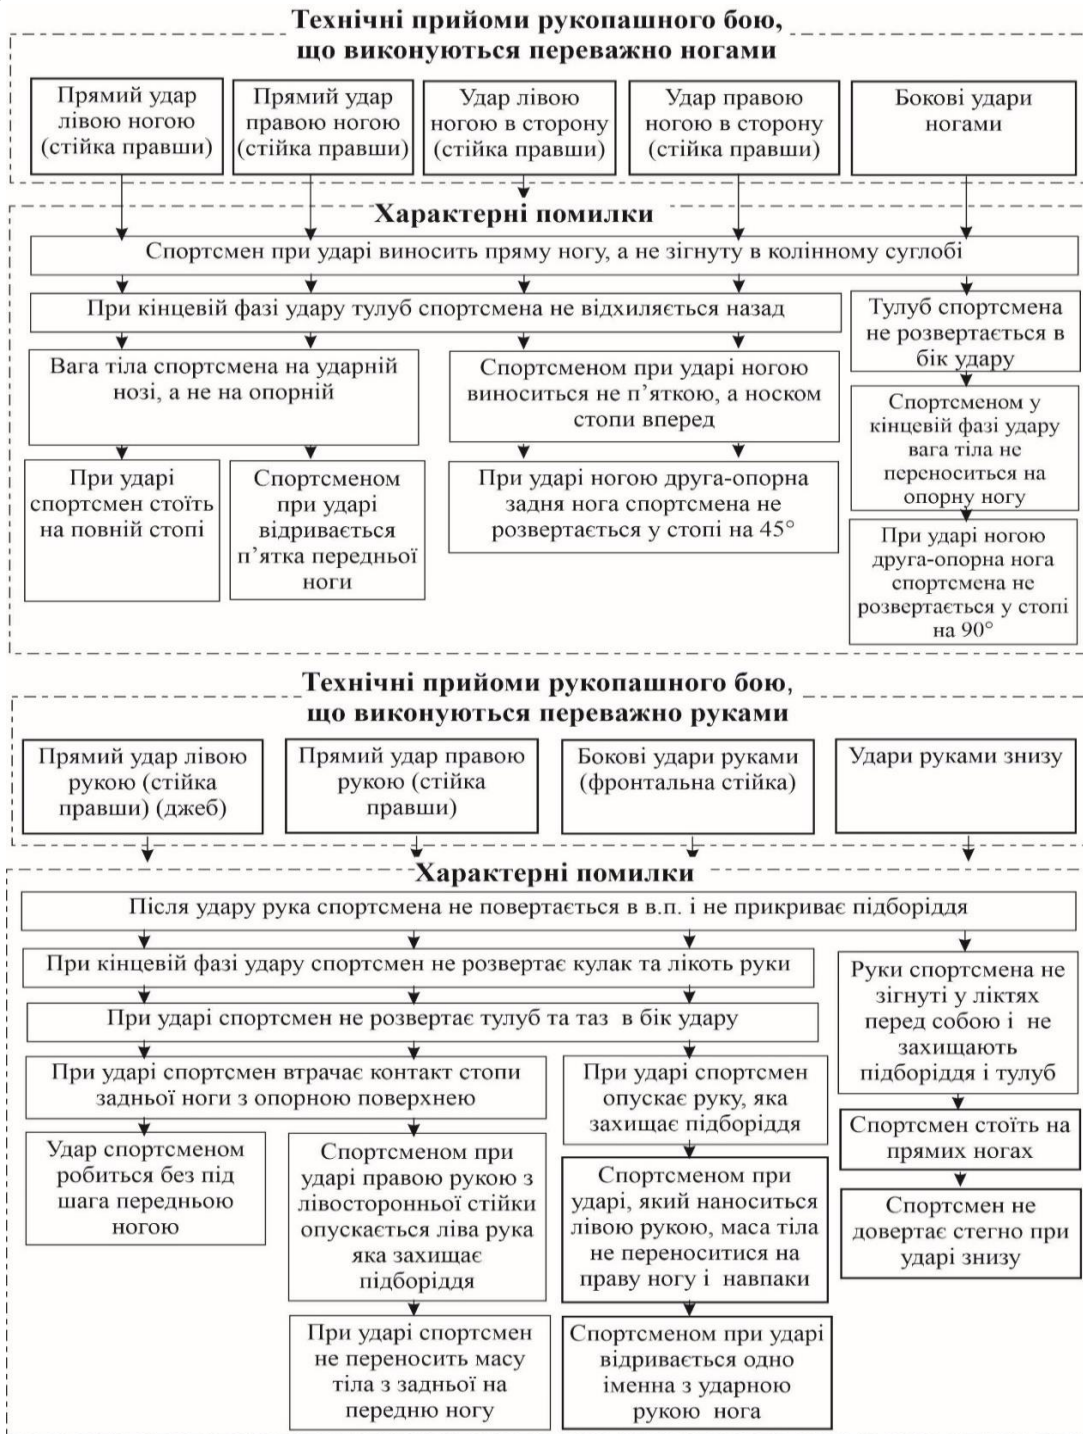 Технічні прийоми рукопашного бою,
що виконуються переважно ногами
Прямий удар
лівою ногою
(стійка правши)
Прямий удар
правою ногою
(стійка правши)
Удар лівою
ногою в сторону
(стійка правши)
Удар правою
ногою в сторону
(стійка правши)
Бокові удари
ногами
Характерні помилки
Спортсмен при ударі виносить пряму ногу, а не зігнуту в колінному суглобі
При кінцевій фазі удару тулуб спортсмена не відхиляється назад
Вага тіла спортсмена на ударній
нозі, а не на опорній
При ударі
спортсмен стоїть
на повній стопі
Спортсменом
при ударі
відривається
п’ятка передньої
ноги
Спортсменом при ударі ногою
виноситься не п’яткою, а носком
стопи вперед
При ударі ногою друга-опорна
задня нога спортсмена не
розвертається у стопі на 45°
Тулуб спортсмена
не розвертається в
бік удару
Спортсменом у
кінцевій фазі удару
вага тіла не
переноситься на
опорну ногу
При ударі ногою
друга-опорна нога
спортсмена не
розвертається у стопі
на 90°
Технічні прийоми рукопашного бою,
що виконуються переважно руками
Прямий удар лівою
рукою (стійка
правши) (джеб)
Прямий удар правою
рукою (стійка
правши)
Бокові удари руками
(фронтальна стійка)
Удари руками знизу
Характерні помилки
Після удару рука спортсмена не повертається в в.п. і не прикриває підборіддя
При кінцевій фазі удару спортсмен не розвертає кулак та лікоть руки
При ударі спортсмен не розвертає тулуб та таз в бік удару
При ударі спортсмен втрачає контакт стопи
задньої ноги з опорною поверхнею
Удар спортсменом
робиться без під
шага передньою
ногою
Спортсменом при
ударі правою рукою з
лівосторонньої стійки
опускається ліва рука
яка захищає
підборіддя
При ударі спортсмен
не переносить масу
тіла з задньої на
передню ногу
При ударі спортсмен
опускає руку, яка
захищає підборіддя
Спортсменом при
ударі, який наноситься
лівою рукою, маса тіла
не переноситися на
праву ногу і навпаки
Спортсменом при ударі
відривається одно
іменна з ударною
рукою нога
Руки спортсмена не
зігнуті у ліктях
перед собою і не
захищають
підборіддя і тулуб
Спортсмен стоїть на
прямих ногах
Спортсмен не
довертає стегно при
ударі знизу